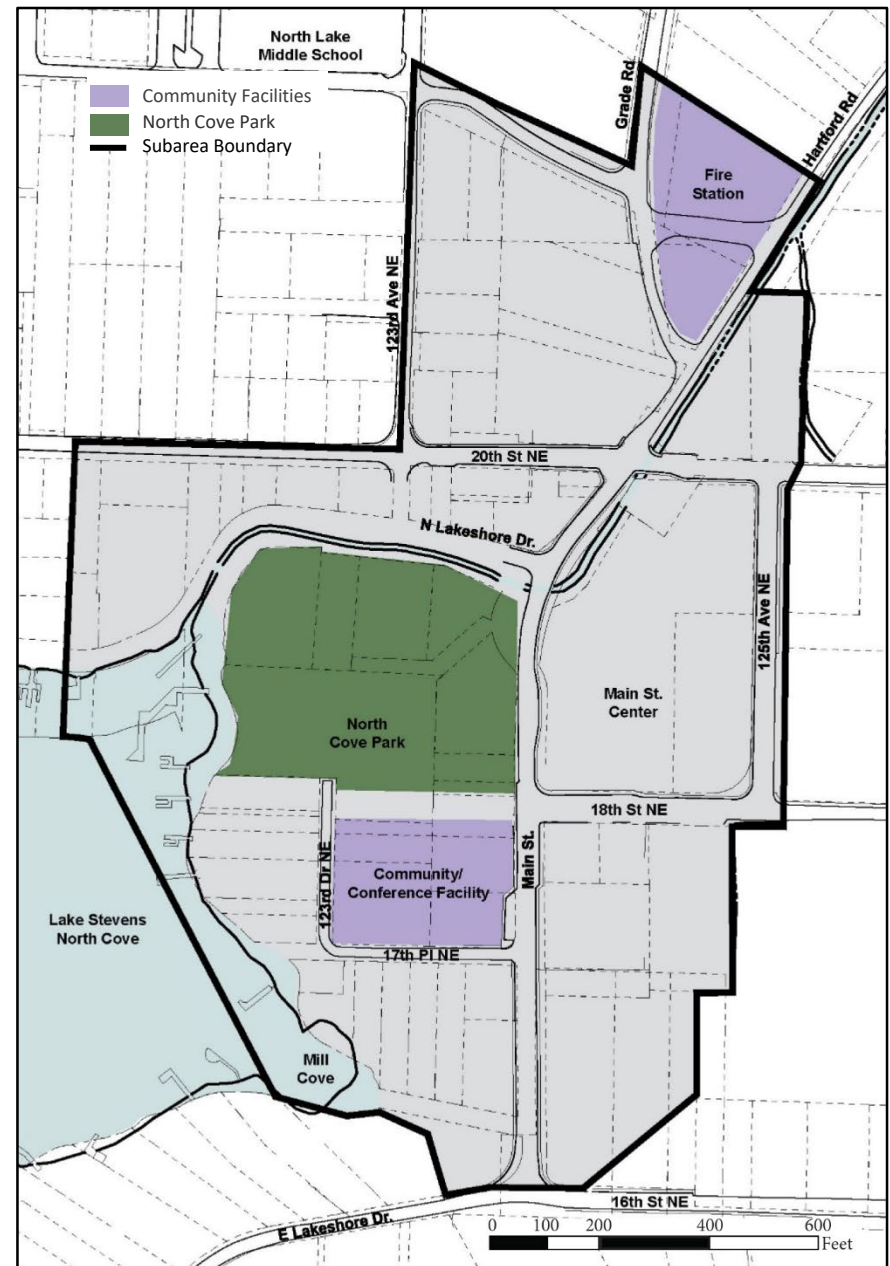 North Lake
Middle School
Community Facilities
North Cove Park
Subarea Boundary
Grade Rd
Hartford Rd
Fire
Station
123rd Ave NE
20th St NE
N Lakeshore Dr.
125th Ave NE
Main St.
Center
North
Cove Park
18th St NE
Main St.
123rd Dr NE
Community/
Conference Facility
17th Pl NE
Lake Stevens
North Cove
Mill
Cove
16th St NE
E Lakeshore Dr.
0 100 200 400 600
Feet